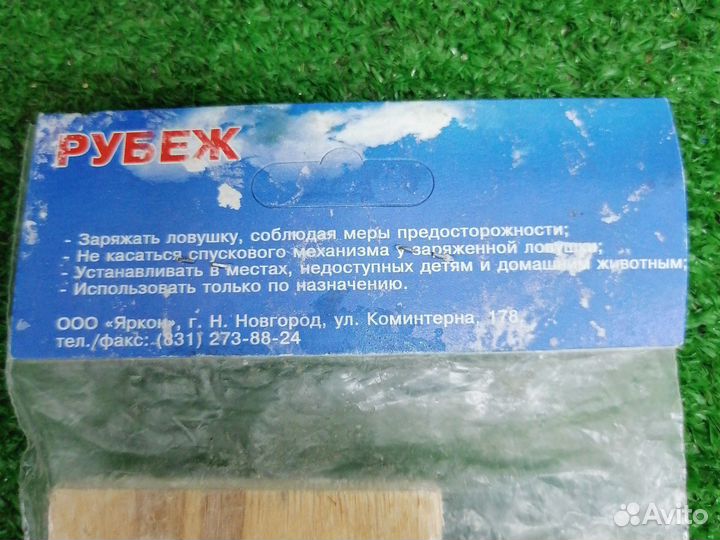 РУБЕЖ
- Заряжать ловушку, соблюдая меры предосторожности;
- Не касаться спускового механизма у заряженной ловушки;
- Устанавливать в местах, недоступных детям и домашним животным;
- Использовать только по назначению.
ООО «Яркон», г. Н. Новгород, ул. Коминтерна, 178,
тел./факс: (831) 273-88-24
Avito